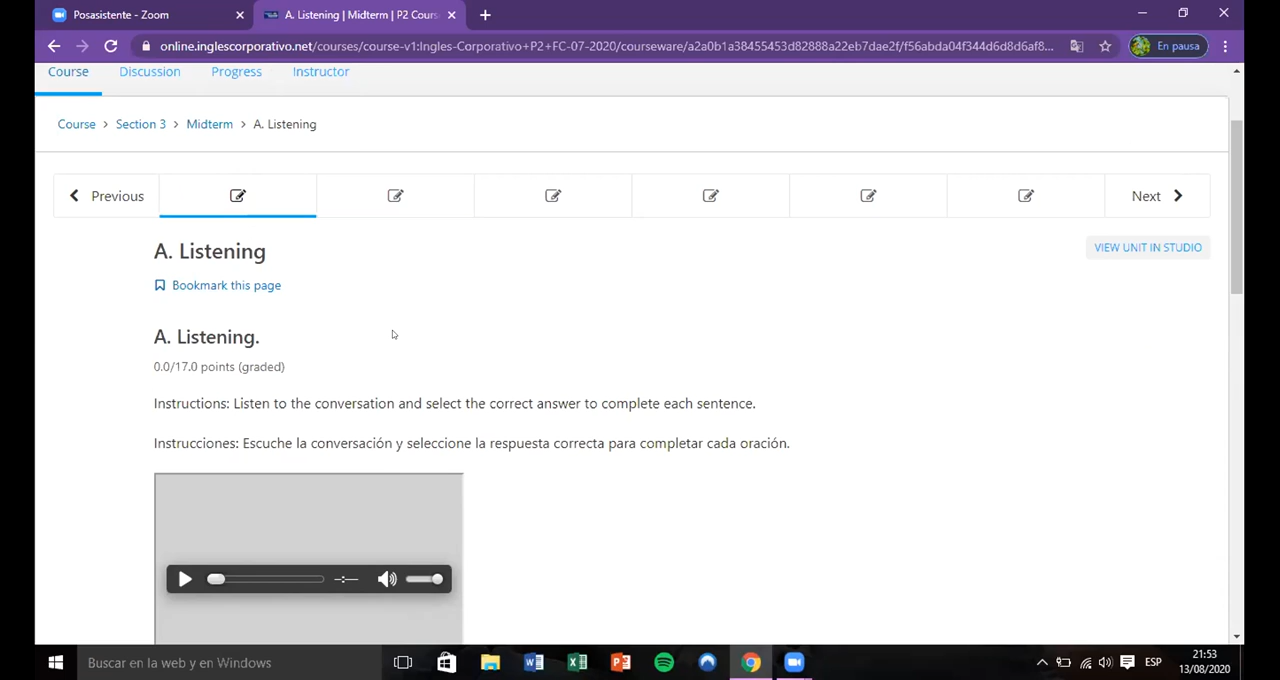 Posasistente - Zoom
A. Listening | Midterm | P2 Cours
online.inglescorporativo.net/courses/course-v1:Ingles-Corporativo+P2+FC-07-2020/courseware/a2a0b1a38455453d82888a22eb7dae2f/f56abda04f344d6d8d6af8...
En pausa
Course Discussion Progress Instructor
Course > Section 3 > Midterm > A. Listening
Previous
Next
A. Listening
VIEW UNIT IN STUDIO
Bookmark this page
A. Listening.
0.0/17.0 points (graded)
Instructions: Listen to the conversation and select the correct answer to complete each sentence.
Instrucciones: Escuche la conversación y seleccione la respuesta correcta para completar cada oración.
-:--
Buscar en la web y en Windows
ESP
21:53
13/08/2020